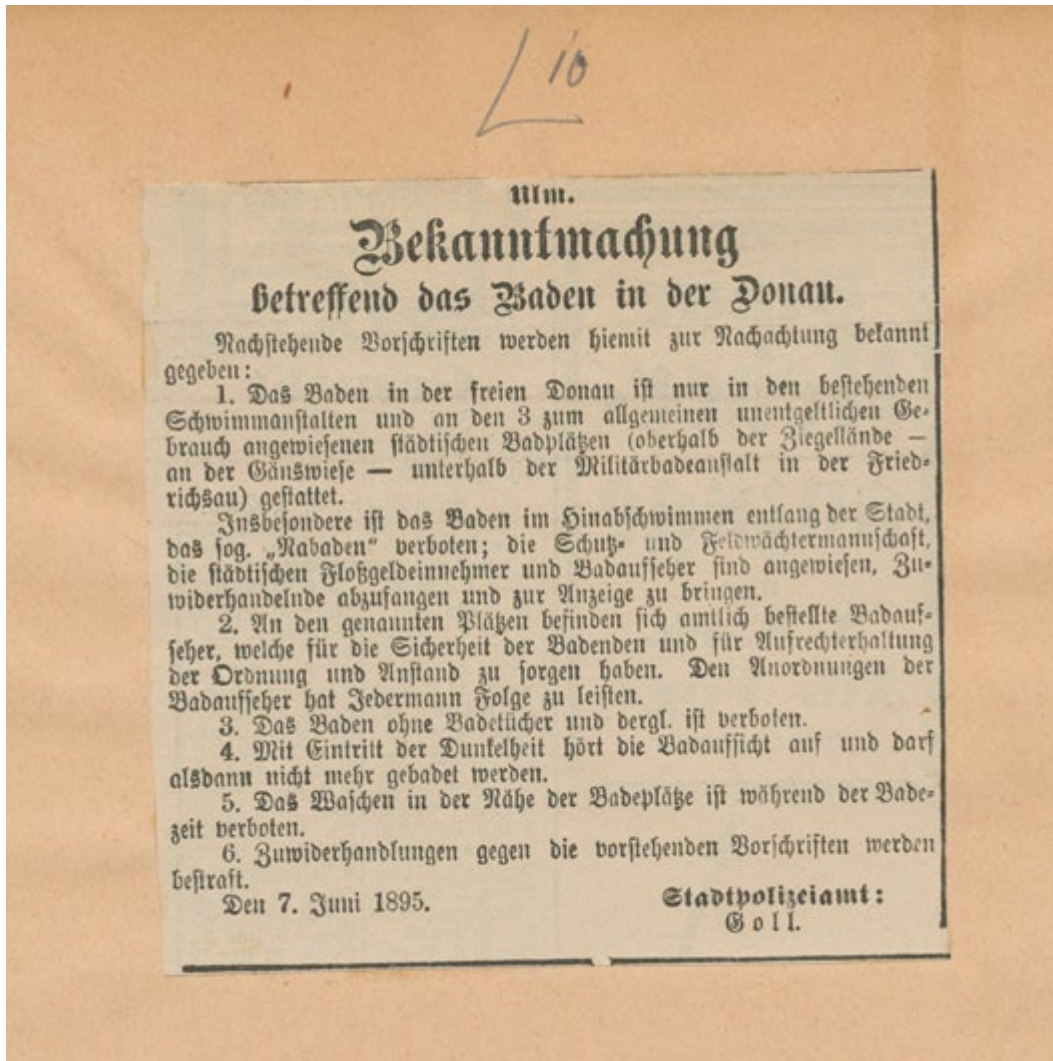 10
Ulm.
Bekanntmachung
betreffend das Baden in der Donau.
Nachstehende Vorschriften werden hiemit zur Nachachtung bekannt
gegeben:
1. Das Baden in der freien Donau ist nur in den bestehenden
Schwimmanstalten und an den 3 zum allgemeinen unentgeltlichen Ge-
brauch angewiesenen städtischen Badplätzen (oberhalb der Ziegellände —
an der Gänswiese — unterhalb der Militärbadeanstalt in der Fried-
richsau) gestattet.
Insbesondere ist das Baden im Hinabschwimmen entlang der Stadt,
das sog. „Nabaden“ verboten; die Schutz- und Feldwächtermannschaft,
die städtischen Floßgeldeinnehmer und Badaufseher sind angewiesen, Zu-
widerhandelnde abzufangen und zur Anzeige zu bringen.
2. An den genannten Plätzen befinden sich amtlich bestellte Badauf-
seher, welche für die Sicherheit der Badenden und für Aufrechterhaltung
der Ordnung und Anstand zu sorgen haben. Den Anordnungen der
Badaufseher hat Jedermann Folge zu leisten.
3. Das Baden ohne Badetücher und dergl. ist verboten.
4. Mit Eintritt der Dunkelheit hört die Badaufsicht auf und darf
alsdann nicht mehr gebadet werden.
5. Das Waschen in der Nähe der Badeplätze ist während der Bade-
zeit verboten.
6. Zuwiderhandlungen gegen die vorstehenden Vorschriften werden
bestraft.
Den 7. Juni 1895. Stadtpolizeiamt:
Goll.